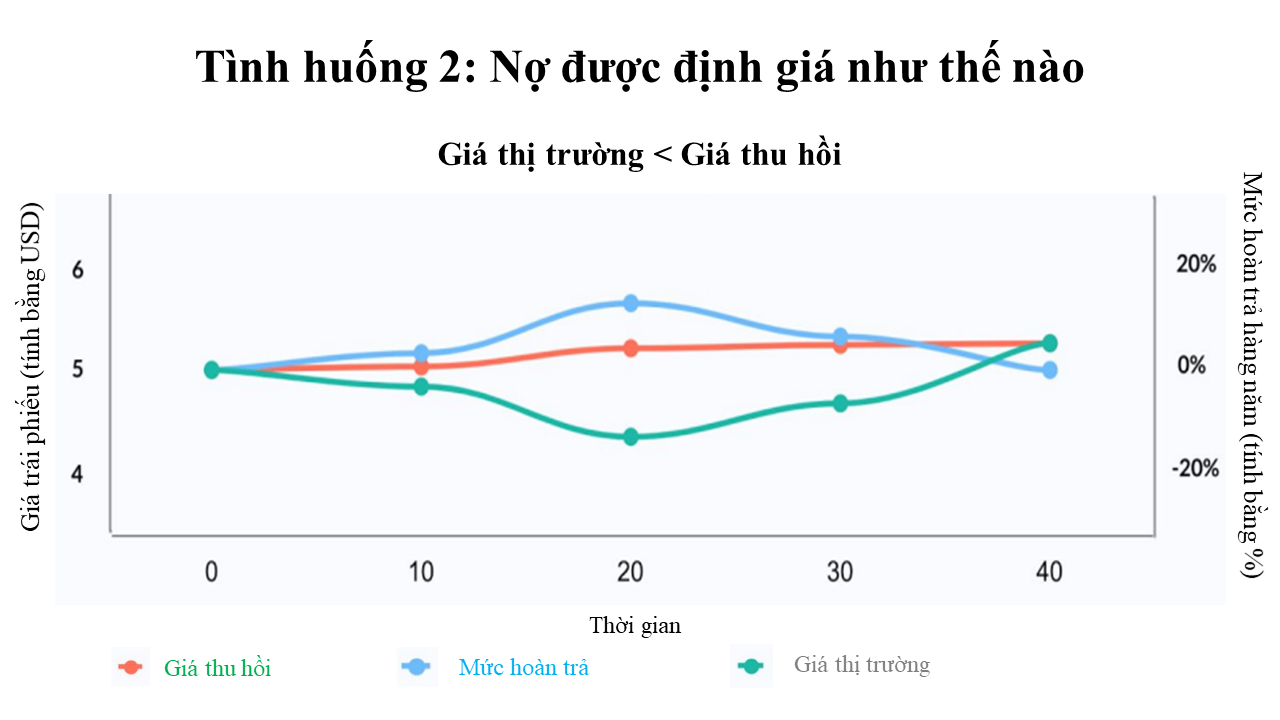 Tình huống 2: Nợ được định giá như thế nào
Giá thị trường < Giá thu hồi
Giá trái phiếu (tính bằng USD)
6
5
4
20%
0%
-20%
Mức hoàn trả hàng năm (tính bằng %)
0 10 20 30 40
Thời gian
Giá thu hồi Mức hoàn trả Giá thị trường